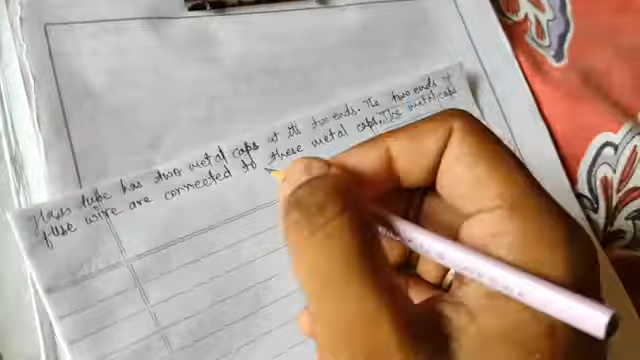 Glass tube has two metal caps at its two ends. The two ends of
fuse wire are connected to these metal caps. The metal caps